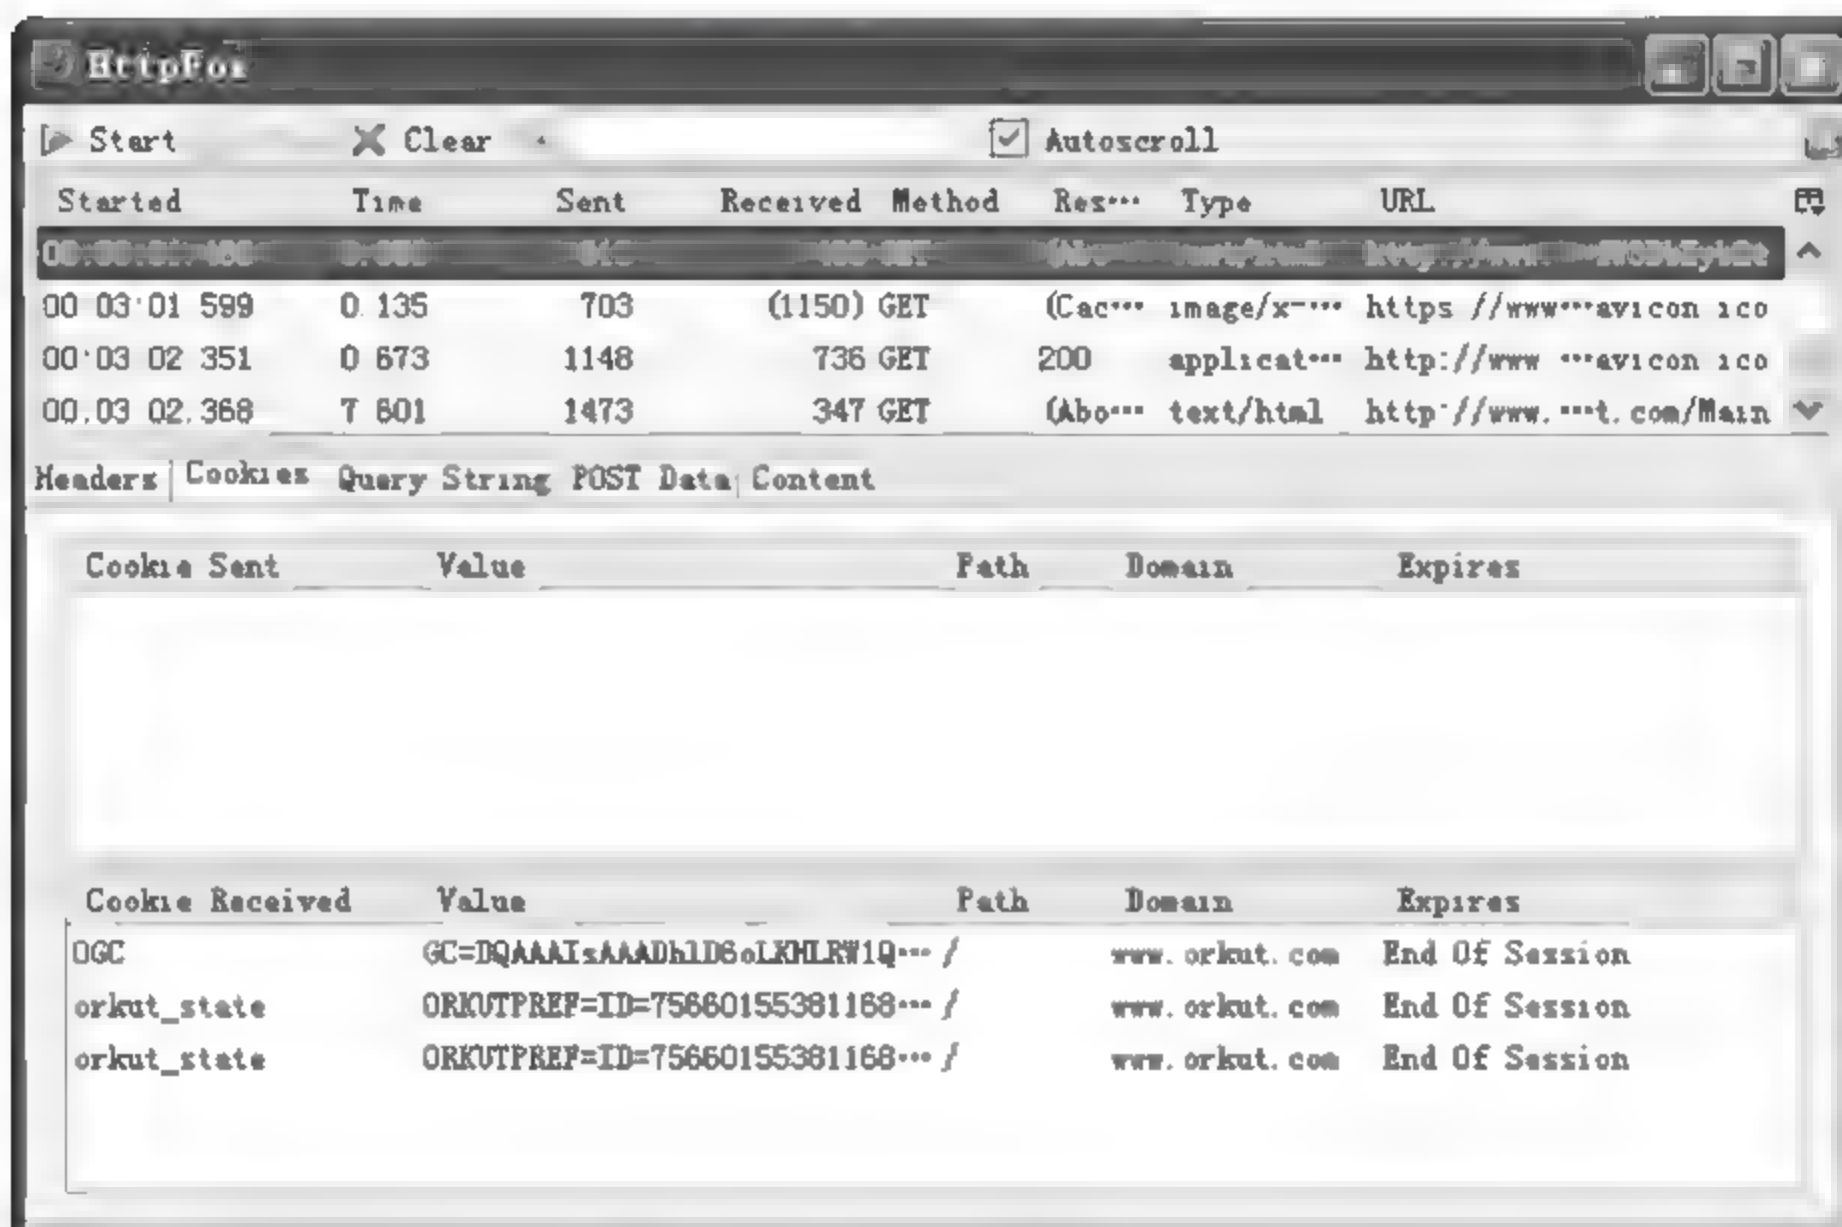 HttpFox
Start Clear Autoscroll
Started Time Sent Received Method Res··· Type URL
GET
00:03:01.599 0.135 703 (1150) GET (Cac··· image/x-··· https://www···avicon.ico
00:03:02.351 0.673 1148 736 GET 200 applicat··· http://www.···avicon.ico
00:03:02.368 7.601 1473 347 GET (Abo··· text/html http://www.···t.com/Main
Headers Cookies Query String POST Data Content
Cookie Sent Value Path Domain Expires
Cookie Received Value Path Domain Expires
OGC GC=DQAAAIsAAADhlD6oLKMLRW1Q··· / www.orkut.com End Of Session
orkut_state ORKUTPREF=ID=75660155381168··· / www.orkut.com End Of Session
orkut_state ORKUTPREF=ID=75660155381168··· / www.orkut.com End Of Session